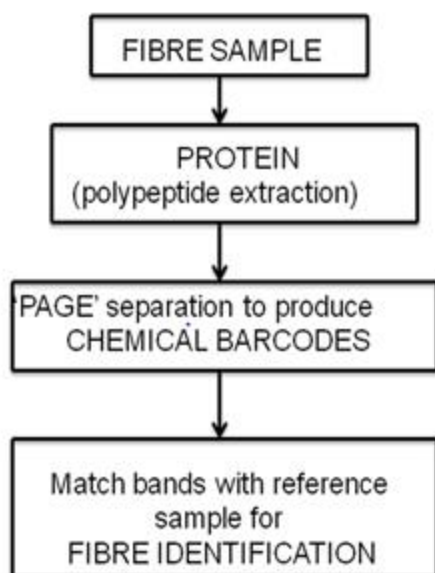 FIBRE SAMPLE
PROTEIN
(polypeptide extraction)
'PAGE' separation to produce
CHEMICAL BARCODES
Match bands with reference
sample for
FIBRE IDENTIFICATION